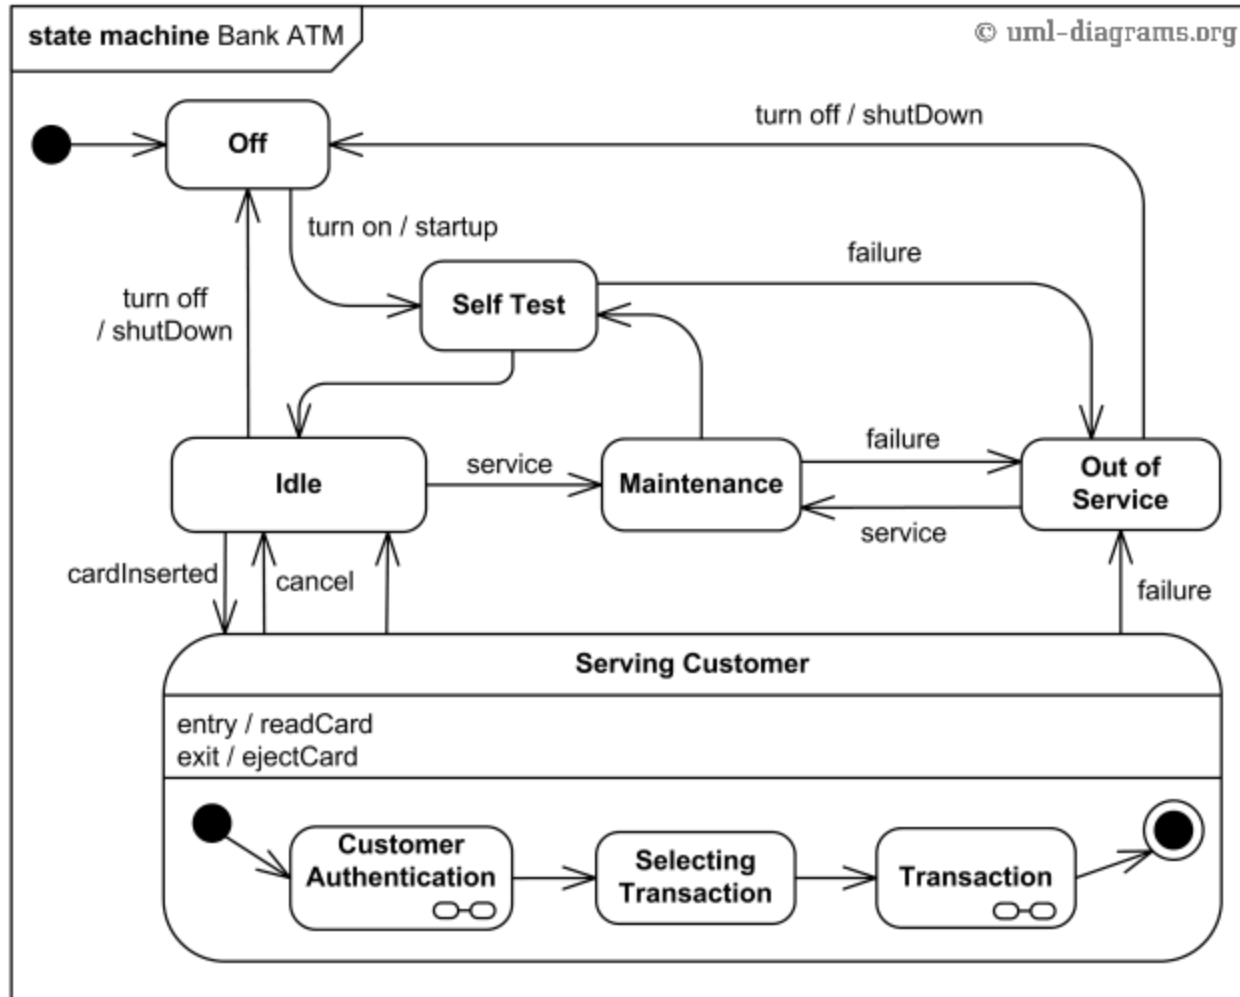 state machine Bank ATM
© uml-diagrams.org
Off
turn off / shutDown
turn on / startup
failure
turn off
/ shutDown
Self Test
Idle
service
Maintenance
failure
service
Out of
Service
cardInserted
cancel
failure
Serving Customer
entry / readCard
exit / ejectCard
Customer
Authentication
Selecting
Transaction
Transaction